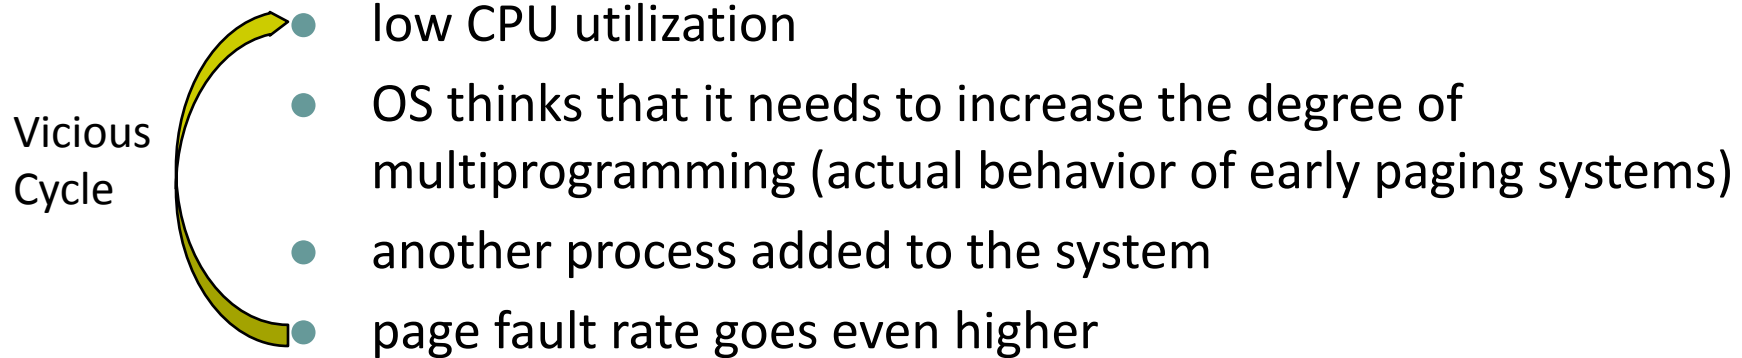 Vicious
Cycle
low CPU utilization
OS thinks that it needs to increase the degree of
multiprogramming (actual behavior of early paging systems)
another process added to the system
page fault rate goes even higher